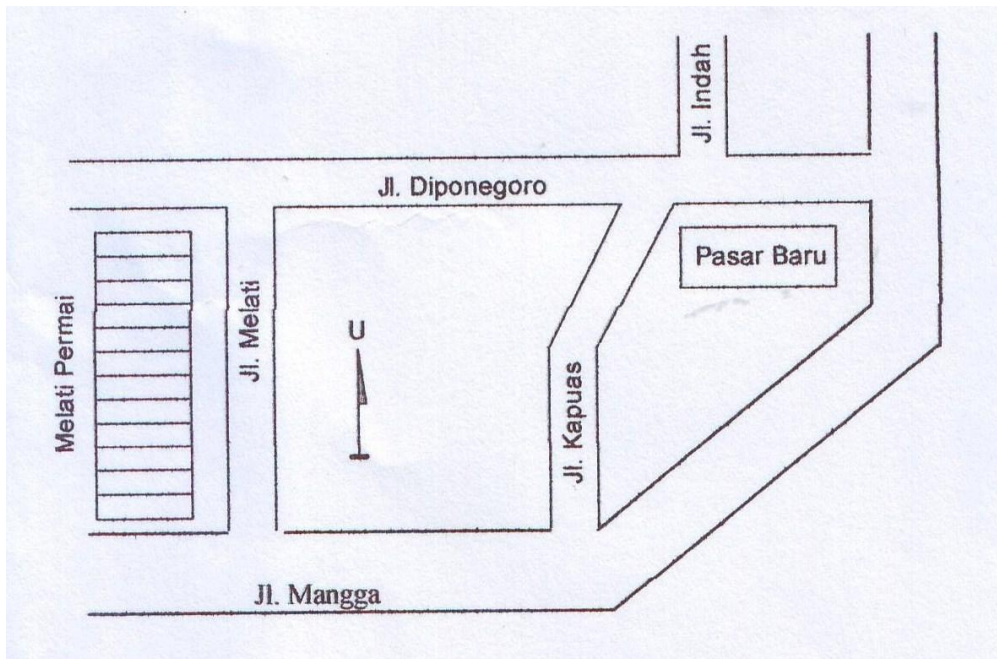 Jl. Indah
Jl. Diponegoro
Pasar Baru
Melati Permai
Jl. Melati
U
Jl. Kapuas
Jl. Mangga